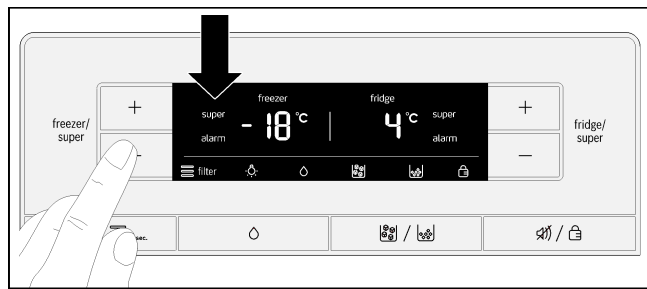 freezer
fridge
super
- 18 °C
4 °C
super
alarm
alarm
filter
freezer/
super
+
+
-
fridge/
super
sec.
/
/